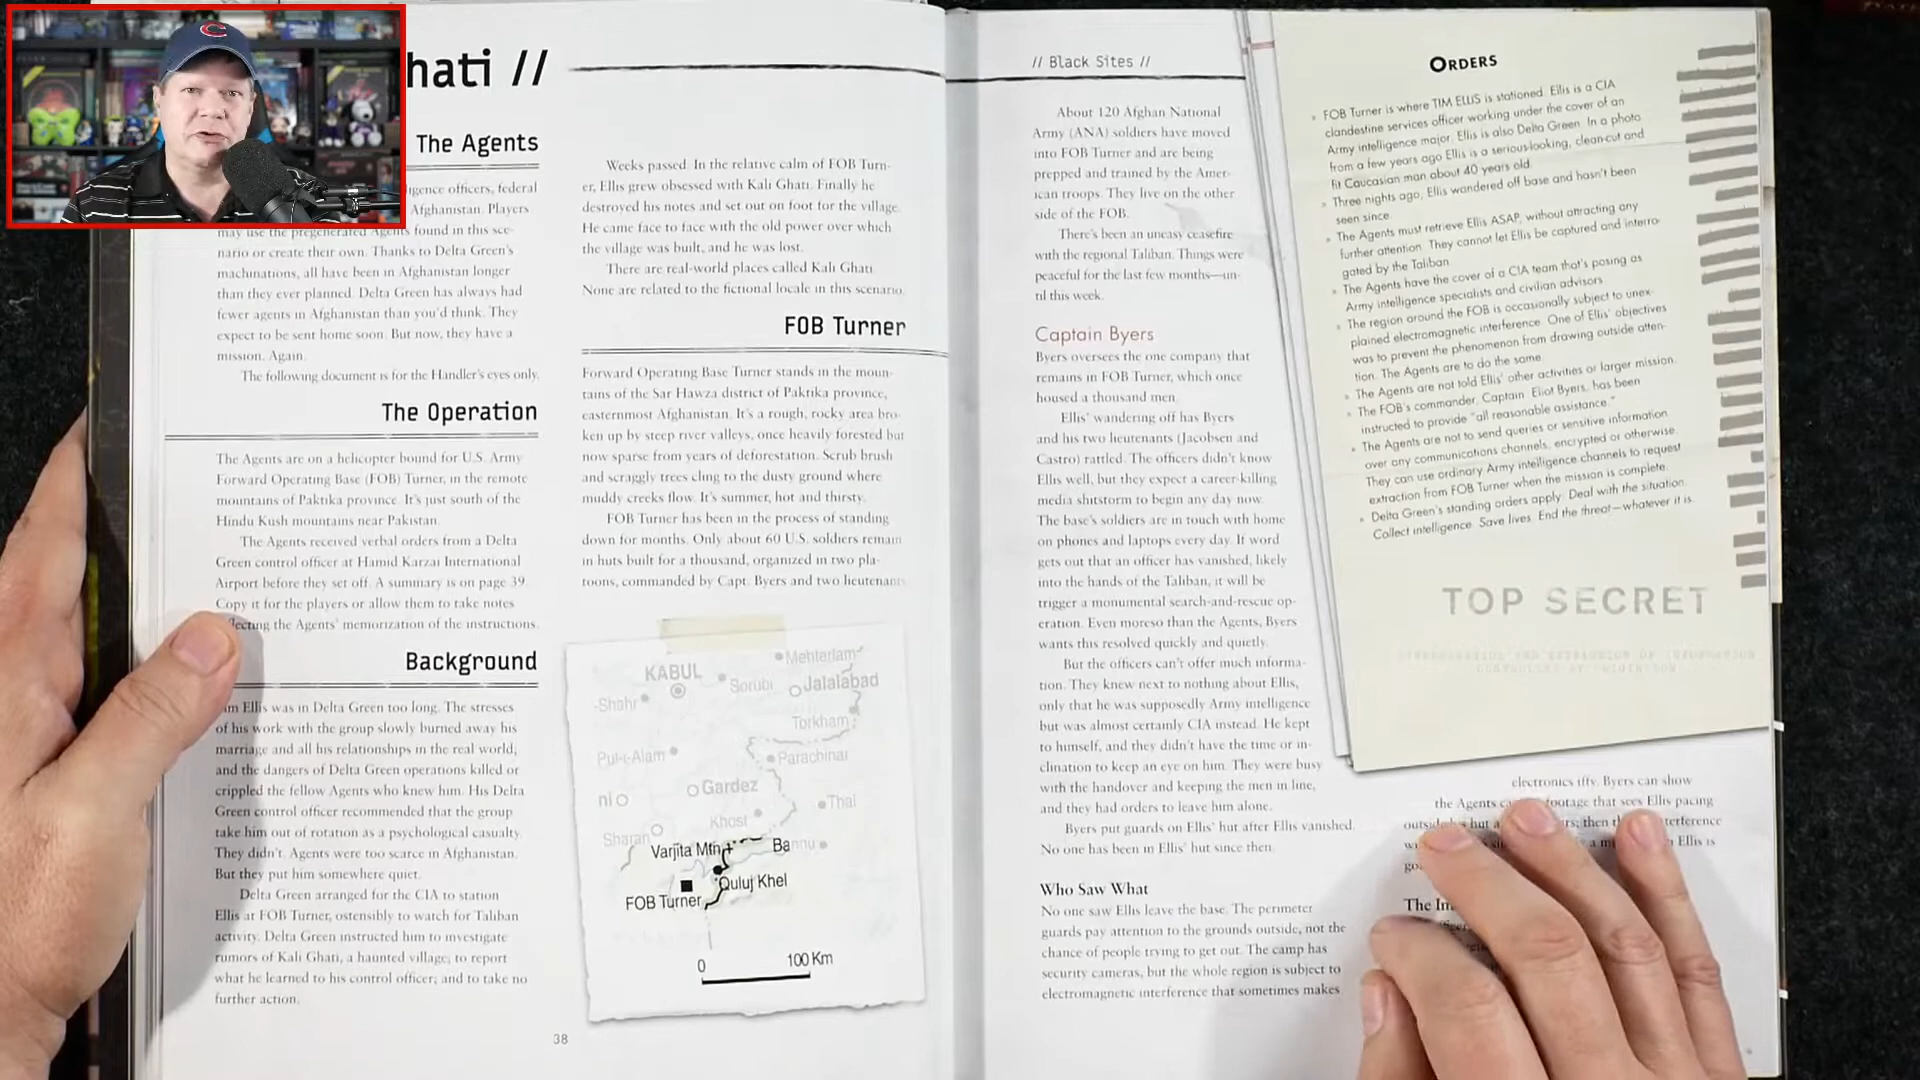 hati //
The Agents
igence officers, federal
Afghanistan. Players
may use the pregenerated Agents found in this sce-
nario or create their own. Thanks to Delta Green's
machinations, all have been in Afghanistan longer
than they ever planned. Delta Green has always had
fewer agents in Afghanistan than you'd think. They
expect to be sent home soon. But now, they have a
mission. Again.
The following document is for the Handler's eyes only.
The Operation
The Agents are on a helicopter bound for U.S. Army
Forward Operating Base (FOB) Turner, in the remote
mountains of Paktika province. It's just south of the
Hindu Kush mountains near Pakistan.
The Agents received verbal orders from a Delta
Green control officer at Hamid Karzai International
Airport before they set off. A summary is on page 39.
Copy it for the players or allow them to take notes
flecting the Agents' memorization of the instructions.
Background
im Ellis was in Delta Green too long. The stresses
of his work with the group slowly burned away his
marriage and all his relationships in the real world,
and the dangers of Delta Green operations killed or
crippled the fellow Agents who knew him. His Delta
Green control officer recommended that the group
take him out of rotation as a psychological casualty.
They didn't. Agents were too scarce in Afghanistan.
But they put him somewhere quiet.
Delta Green arranged for the CIA to station
Ellis at FOB Turner, ostensibly to watch for Taliban
activity. Delta Green instructed him to investigate
rumors of Kali Ghati, a haunted village; to report
what he learned to his control officer; and to take no
further action.
Weeks passed. In the relative calm of FOB Turn-
er, Ellis grew obsessed with Kali Ghati. Finally he
destroyed his notes and set out on foot for the village.
He came face to face with the old power over which
the village was built, and he was lost.
There are real-world places called Kali Ghati.
None are related to the fictional locale in this scenario.
FOB Turner
Forward Operating Base Turner stands in the moun-
tains of the Sar Hawza district of Paktika province,
easternmost Afghanistan. It's a rough, rocky area bro-
ken up by steep river valleys, once heavily forested but
now sparse from years of deforestation. Scrub brush
and scraggly trees cling to the dusty ground where
muddy creeks flow. It's summer, hot and thirsty.
FOB Turner has been in the process of standing
down for months. Only about 60 U.S. soldiers remain
in huts built for a thousand, organized in two pla-
toons, commanded by Capt. Byers and two lieutenants
KABUL
Mehterlam
-Shahr
Sorubi
Jalalabad
Torkham
Pul-i-Alam
Parachinar
Gardez
ni
Thal
Khost
Sharan
Varjita Mtn
Bannu
Quluj Khel
FOB Turner
0 100 Km
38
// Black Sites //
About 120 Afghan National
Army (ANA) soldiers have moved
into FOB Turner and are being
prepped and trained by the Amer-
ican troops. They live on the other
side of the FOB.
There's been an uneasy ceasefire
with the regional Taliban. Things were
peaceful for the last few months—un-
til this week.
Captain Byers
Byers oversees the one company that
remains in FOB Turner, which once
housed a thousand men.
Ellis' wandering off has Byers
and his two lieutenants (Jacobsen and
Castro) rattled. The officers didn't know
Ellis well, but they expect a career-killing
media shitstorm to begin any day now.
The base's soldiers are in touch with home
on phones and laptops every day. If word
gets out that an officer has vanished, likely
into the hands of the Taliban, it will be
trigger a monumental search-and-rescue op-
eration. Even moreso than the Agents, Byers
wants this resolved quickly and quietly.
But the officers can't offer much informa-
tion. They knew next to nothing about Ellis,
only that he was supposedly Army intelligence
but was almost certainly CIA instead. He kept
to himself, and they didn't have the time or in-
clination to keep an eye on him. They were busy
with the handover and keeping the men in line,
and they had orders to leave him alone.
Byers put guards on Ellis' hut after Ellis vanished.
No one has been in Ellis' hut since then.
Who Saw What
No one saw Ellis leave the base. The perimeter
guards pay attention to the grounds outside, not the
chance of people trying to get out. The camp has
security cameras, but the whole region is subject to
electromagnetic interference that sometimes makes
ORDERS
» FOB Turner is where TIM ELLIS is stationed. Ellis is a CIA
clandestine services officer working under the cover of an
Army intelligence major. Ellis is also Delta Green. In a photo
from a few years ago Ellis is a serious-looking, clean-cut and
fit Caucasian man about 40 years old.
» Three nights ago, Ellis wandered off base and hasn't been
seen since.
» The Agents must retrieve Ellis ASAP, without attracting any
further attention. They cannot let Ellis be captured and interro-
gated by the Taliban.
» The Agents have the cover of a CIA team that's posing as
Army intelligence specialists and civilian advisors.
» The region around the FOB is occasionally subject to unex-
plained electromagnetic interference. One of Ellis' objectives
was to prevent the phenomenon from drawing outside atten-
tion. The Agents are to do the same.
» The Agents are not told Ellis' other activities or larger mission.
» The FOB's commander, Captain Eliot Byers, has been
instructed to provide "all reasonable assistance."
» The Agents are not to send queries or sensitive information
over any communications channels, encrypted or otherwise.
They can use ordinary Army intelligence channels to request
extraction from FOB Turner when the mission is complete.
» Delta Green's standing orders apply: Deal with the situation.
Collect intelligence. Save lives. End the threat—whatever it is.
TOP SECRET
electronics iffy. Byers can show
the Agents footage that sees Ellis pacing
hut then
Ellis is
The